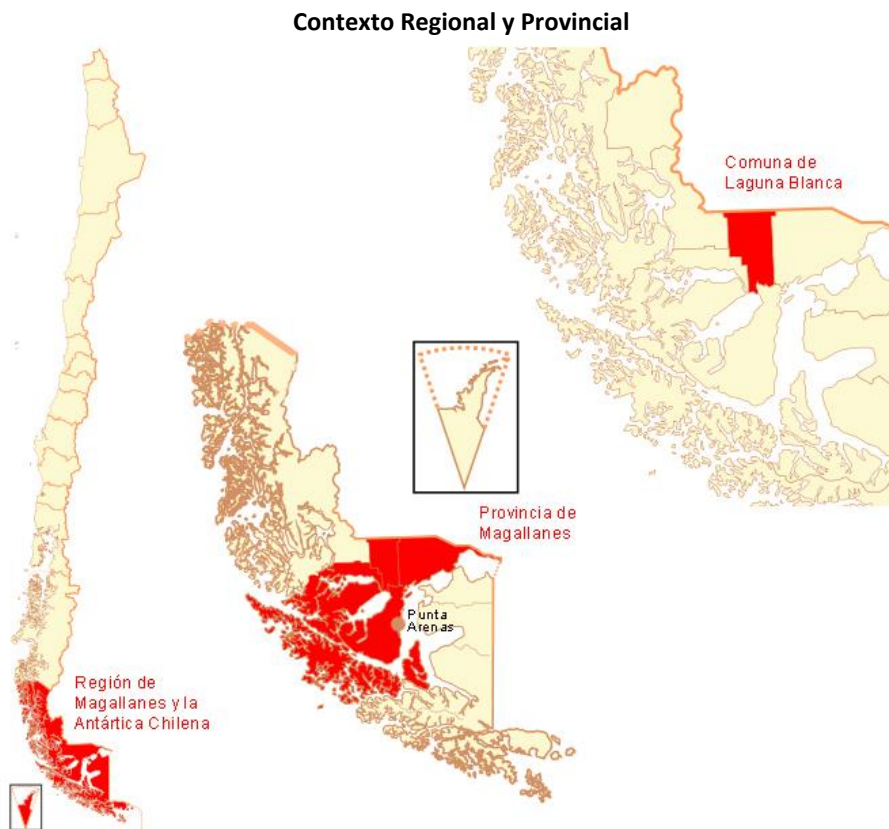 Contexto Regional y Provincial
Comuna de
Laguna Blanca
Provincia de
Magallanes
Punta
Arenas
Región de
Magallanes y la
Antártica Chilena